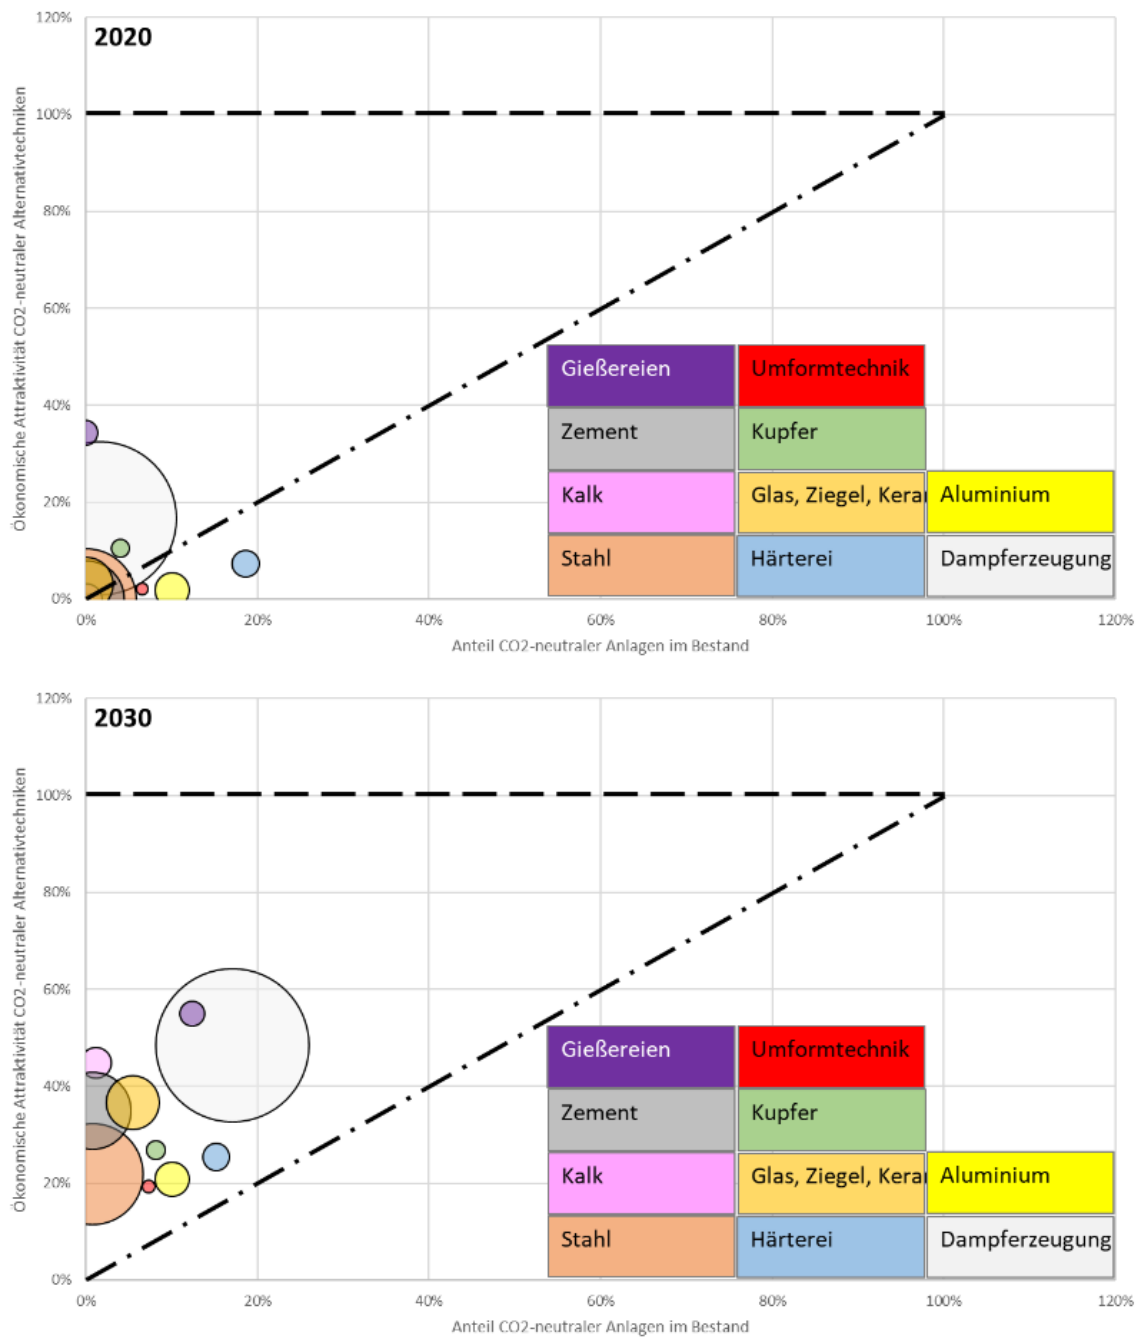 2020
Ökonomische Attraktivität CO2-neutraler Alternativtechniken
120%
100%
80%
60%
40%
20%
0%
Gießereien
Umformtechnik
Zement
Kupfer
Kalk
Glas, Ziegel, Kera
Aluminium
Stahl
Härterei
Dampferzeugung
0%
20%
40%
60%
80%
100%
120%
Anteil CO2-neutraler Anlagen im Bestand
2030
Ökonomische Attraktivität CO2-neutraler Alternativtechniken
120%
100%
80%
60%
40%
20%
0%
Gießereien
Umformtechnik
Zement
Kupfer
Kalk
Glas, Ziegel, Kera
Aluminium
Stahl
Härterei
Dampferzeugung
0%
20%
40%
60%
80%
100%
120%
Anteil CO2-neutraler Anlagen im Bestand